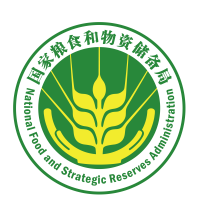 国家粮食和物资储备局
National Food and Strategic Reserves Administration